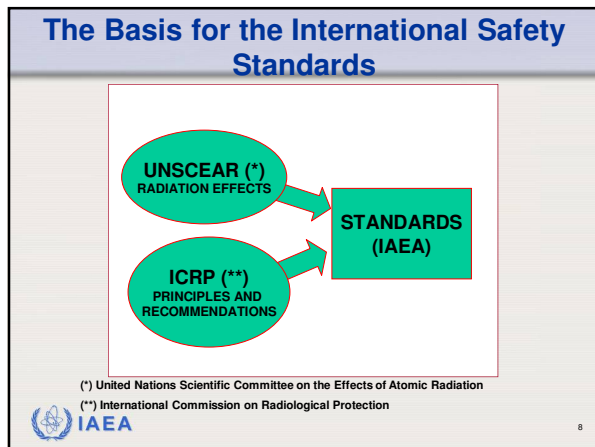 The Basis for the International Safety
Standards
UNSCEAR (*)
RADIATION EFFECTS
STANDARDS
(IAEA)
ICRP (**)
PRINCIPLES AND
RECOMMENDATIONS
(*) United Nations Scientific Committee on the Effects of Atomic Radiation
(**) International Commission on Radiological Protection
IAEA
8